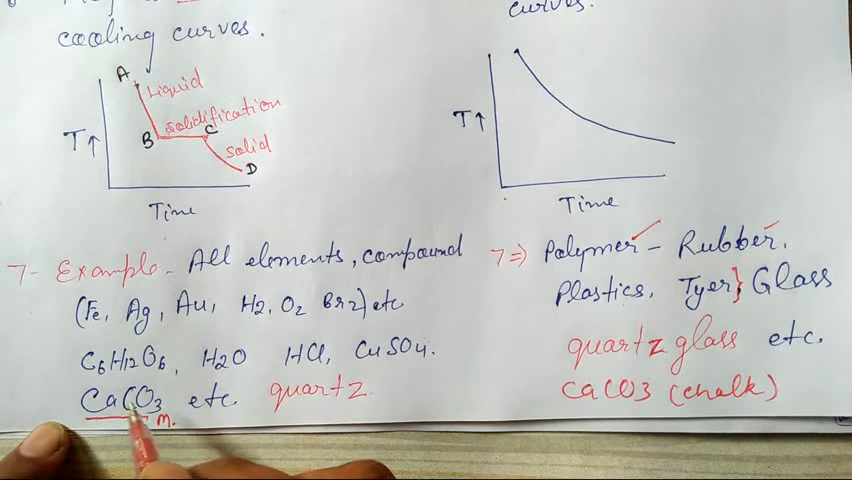 cooling curves.
A
Liquid
solidification
B
C
solid
D
T↑
Time
7- Example - All elements, compound
(Fe, Ag, Au, H2, O2 Br2) etc
C6H12O6, H2O HCl, CuSO4.
CaCO3 etc. quartz
m.
curves.
T↑
Time
7⇒) Polymer - Rubber.
Plastics, Tyer} Glass
quartz glass etc.
CaCO3 (chalk)